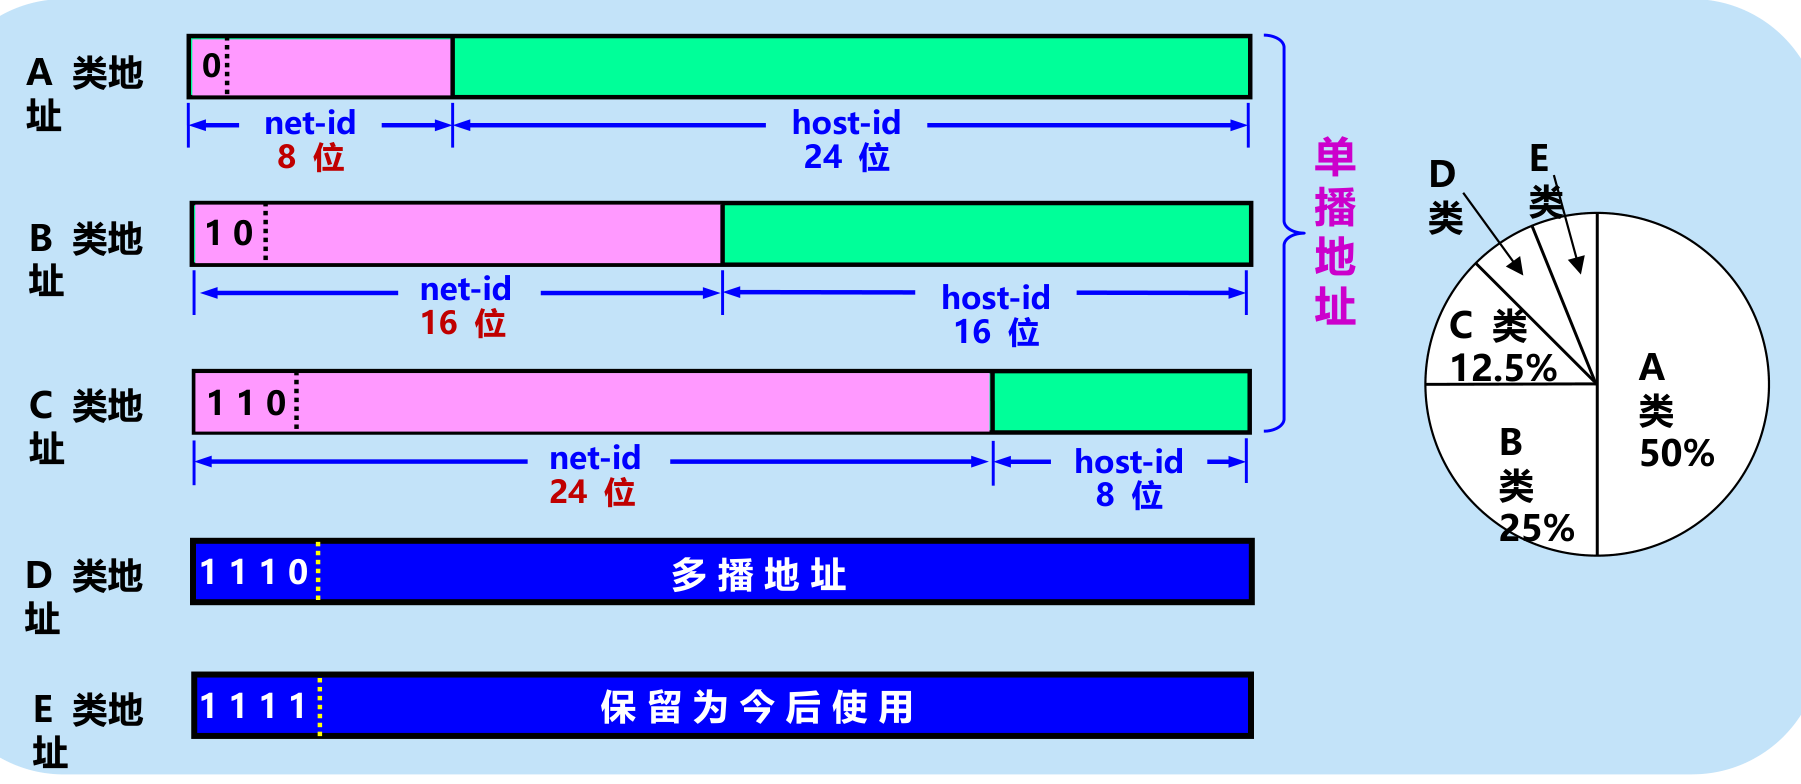 A 类地
址
0
net-id
8 位
host-id
24 位
B 类地
址
1 0
net-id
16 位
host-id
16 位
C 类地
址
1 1 0
net-id
24 位
host-id
8 位
D 类地
址
1 1 1 0
多播地址
E 类地
址
1 1 1 1
保留为今后使用
单
播
地
址
D
类
E
类
C 类
12.5%
A
类
50%
B
类
25%